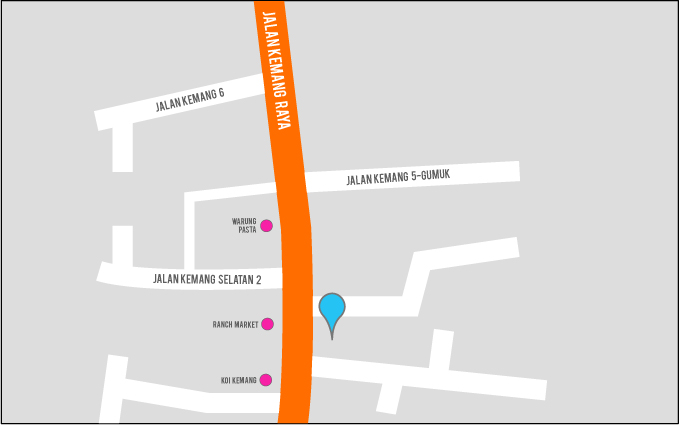 JALAN KEMANG RAYA
JALAN KEMANG 6
JALAN KEMANG 5-GUMUK
WARUNG
PASTA
JALAN KEMANG SELATAN 2
RANCH MARKET
KOI KEMANG